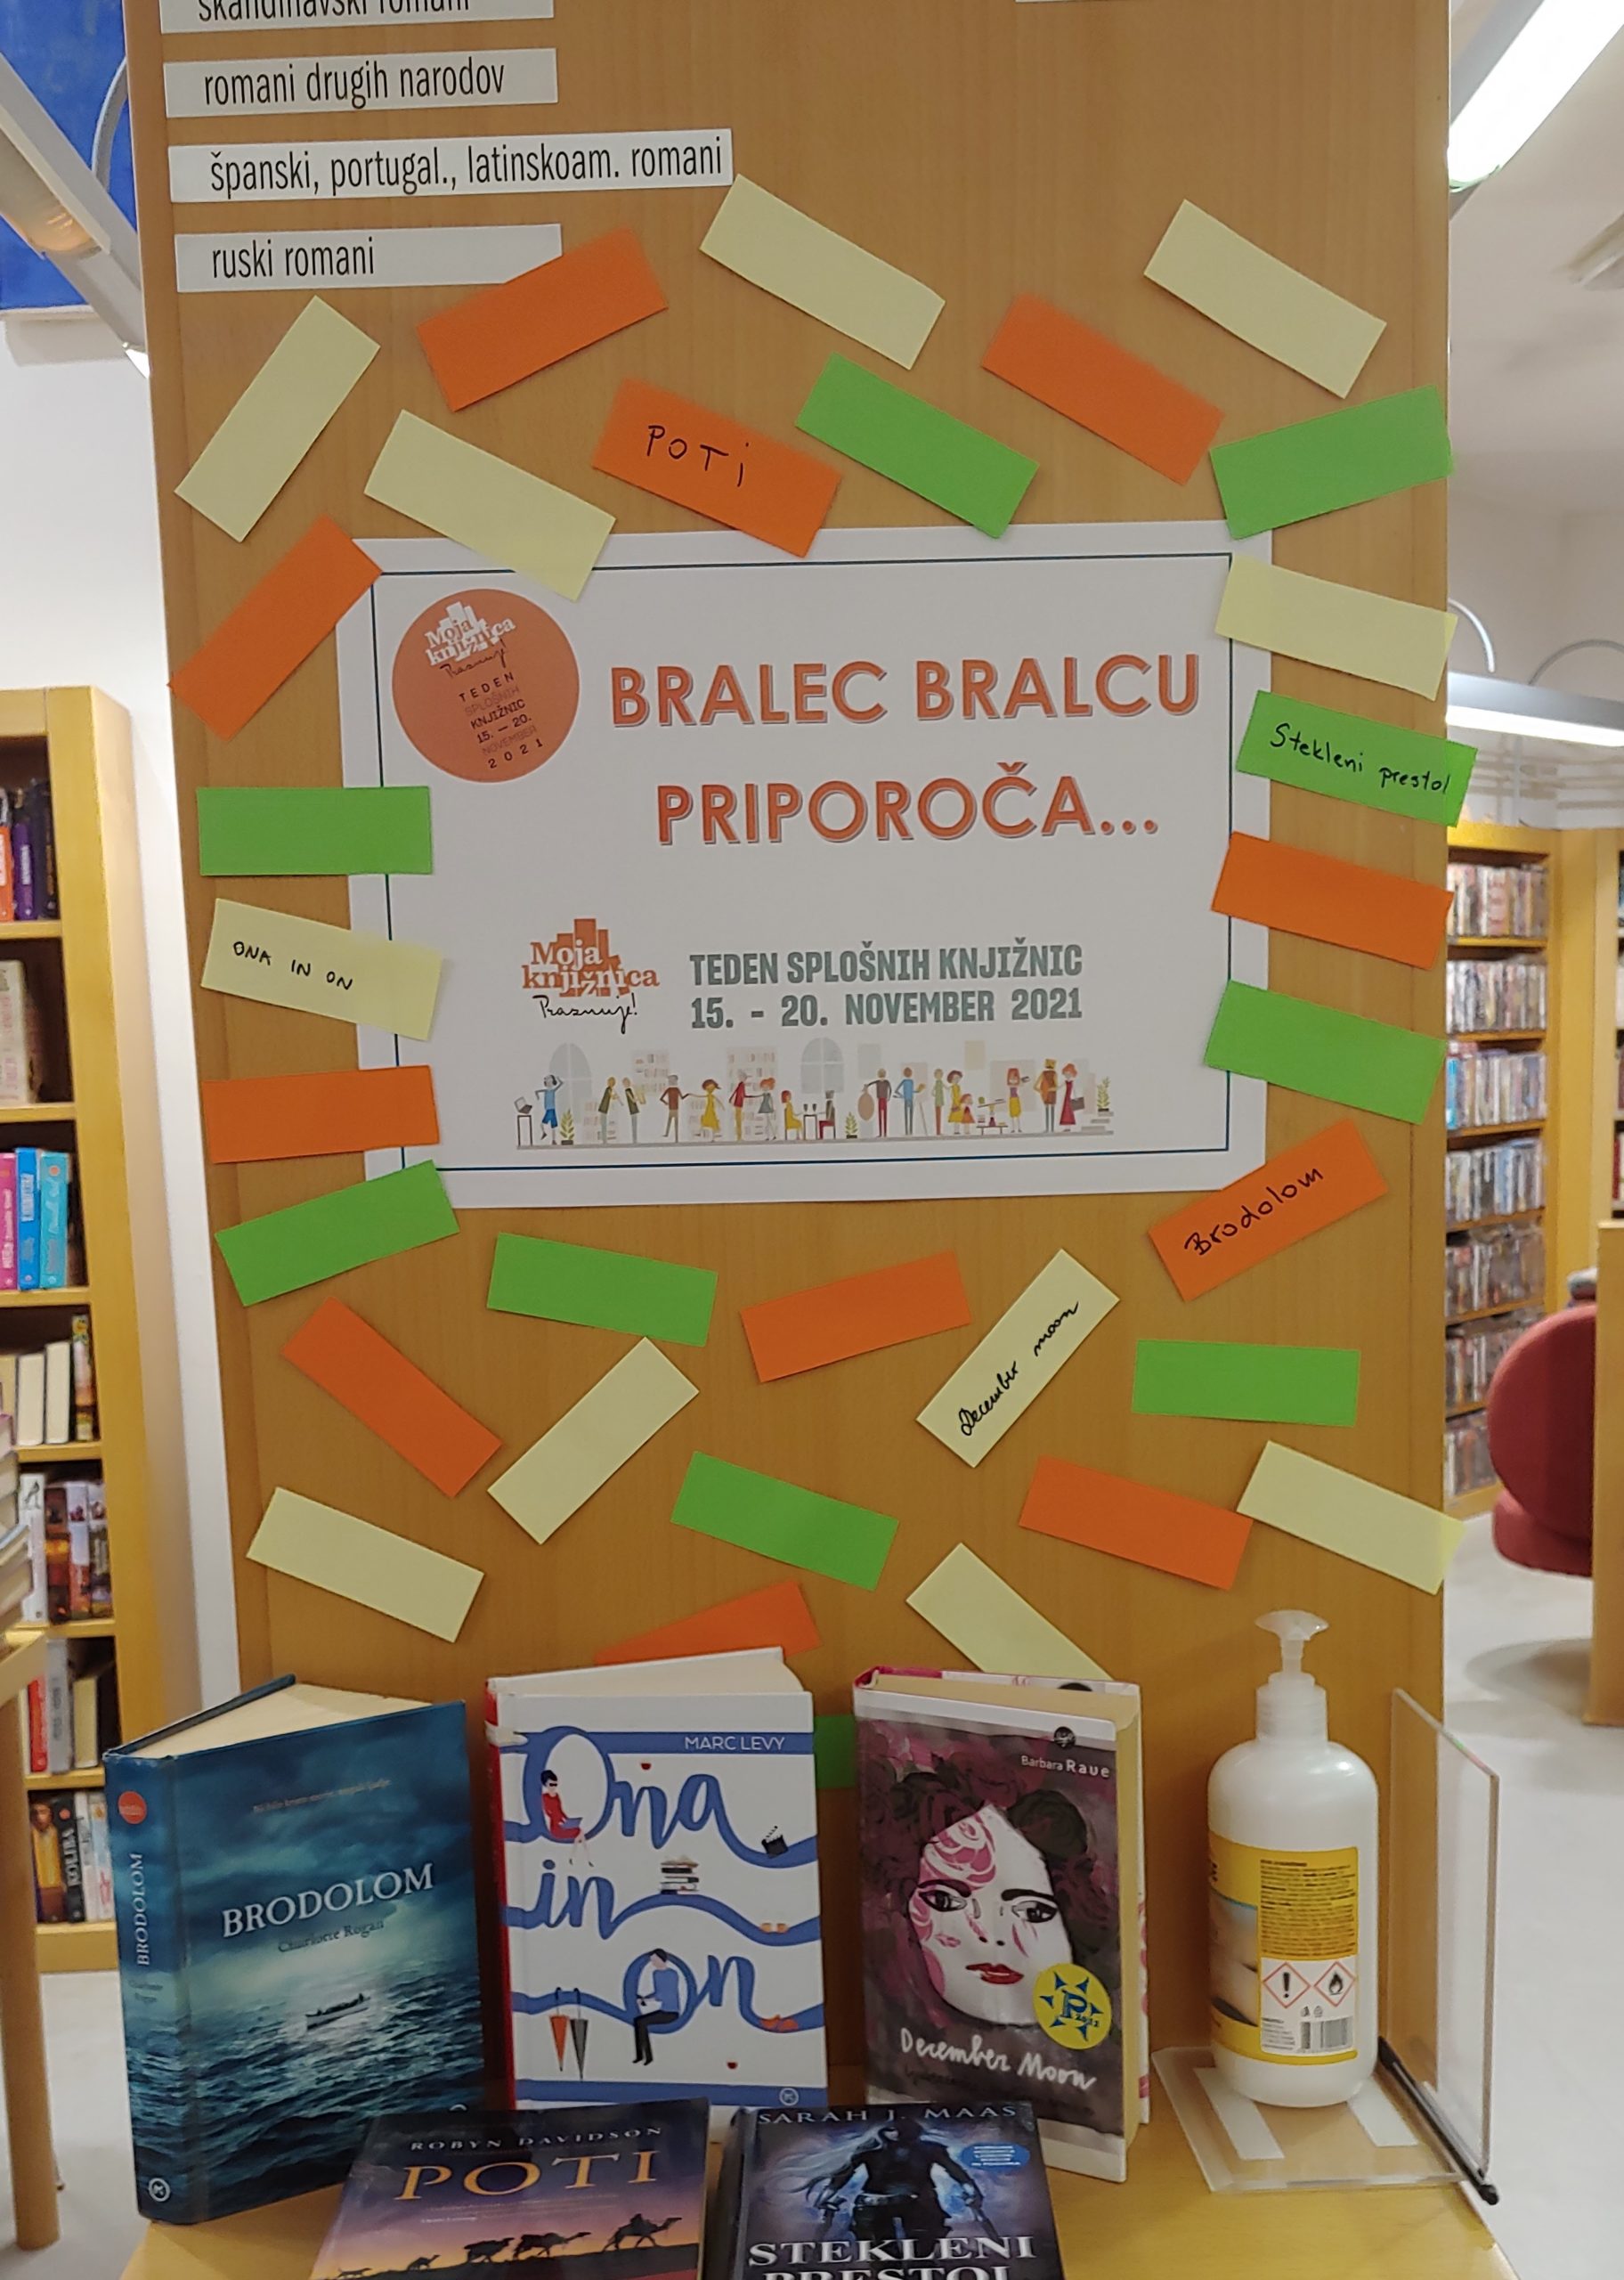 skandinavski romani
romani drugih narodov
španski, portugal., latinskoam. romani
ruski romani
POTi
Moja
knjižnica
Praznuje!
TEDEN
SPLOŠNIH
KNJIŽNIC
15. – 20.
NOVEMBER
2021
BRALEC BRALCU
PRIPOROČA...
Stekleni prestol
ONA IN ON
Moja
knjižnica
Praznuje!
TEDEN SPLOŠNIH KNJIŽNIC
15. - 20. NOVEMBER 2021
Brodolom
December moon
KOLIBA
BRODOLOM
BRODOLOM
Charlotte Rogan
MARC LEVY
Ona
in
on
Barbara Raue
December Moon
ROBYN DAVIDSON
POTI
SARAH J. MAAS
STEKLENI
PRESTOL